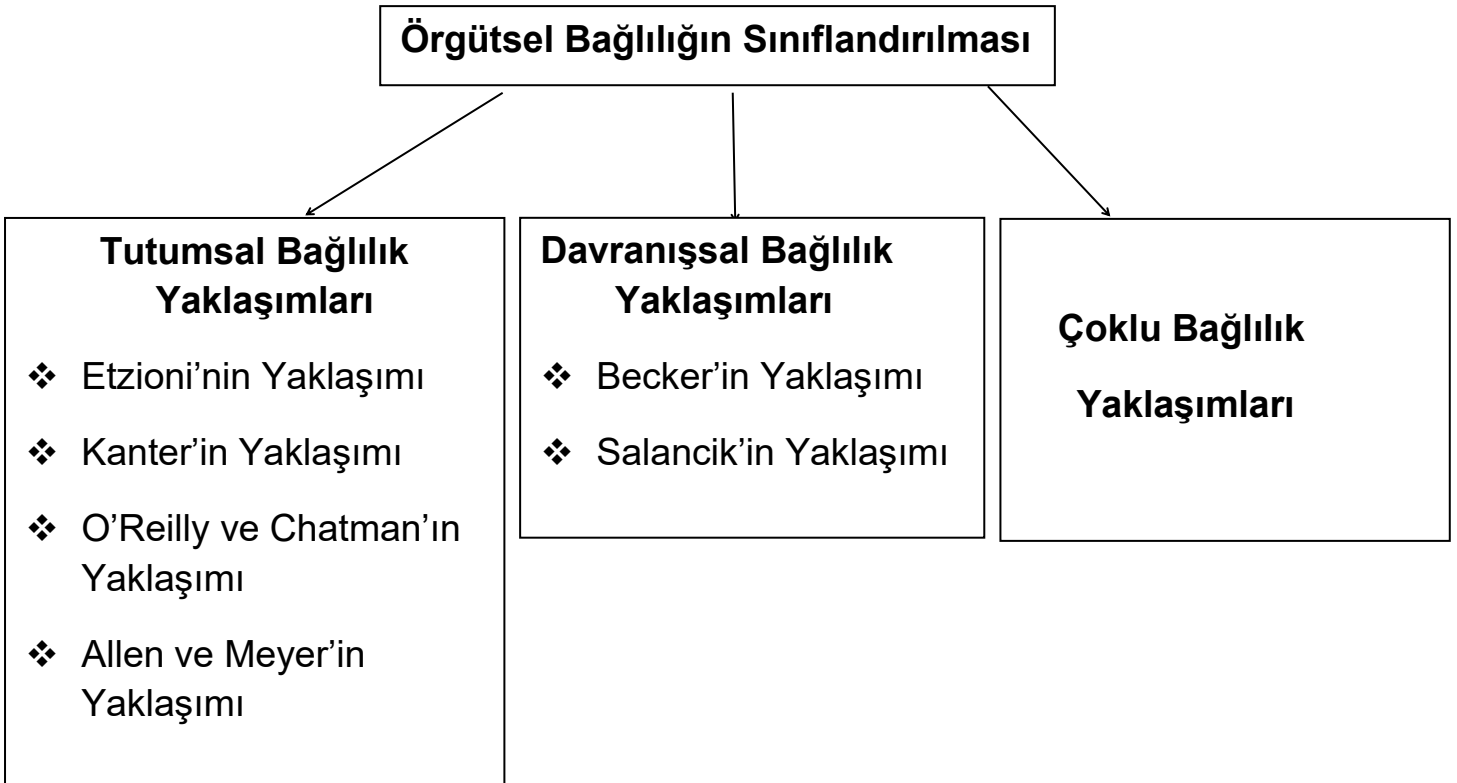 Örgütsel Bağlılığın Sınıflandırılması
Tutumsal Bağlılık
Yaklaşımları
❖ Etzioni’nin Yaklaşımı
❖ Kanter’in Yaklaşımı
❖ O’Reilly ve Chatman’ın
Yaklaşımı
❖ Allen ve Meyer’in
Yaklaşımı
Davranışsal Bağlılık
Yaklaşımları
❖ Becker’in Yaklaşımı
❖ Salancik’in Yaklaşımı
Çoklu Bağlılık
Yaklaşımları